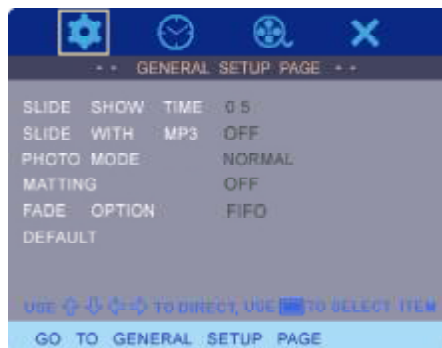 - - GENERAL SETUP PAGE - -
SLIDE SHOW TIME 0 5
SLIDE WITH MP3 OFF
PHOTO MODE NORMAL
MATTING OFF
FADE OPTION FIFO
DEFAULT
USE TO DIRECT, USE TO SELECT ITEM
GO TO GENERAL SETUP PAGE